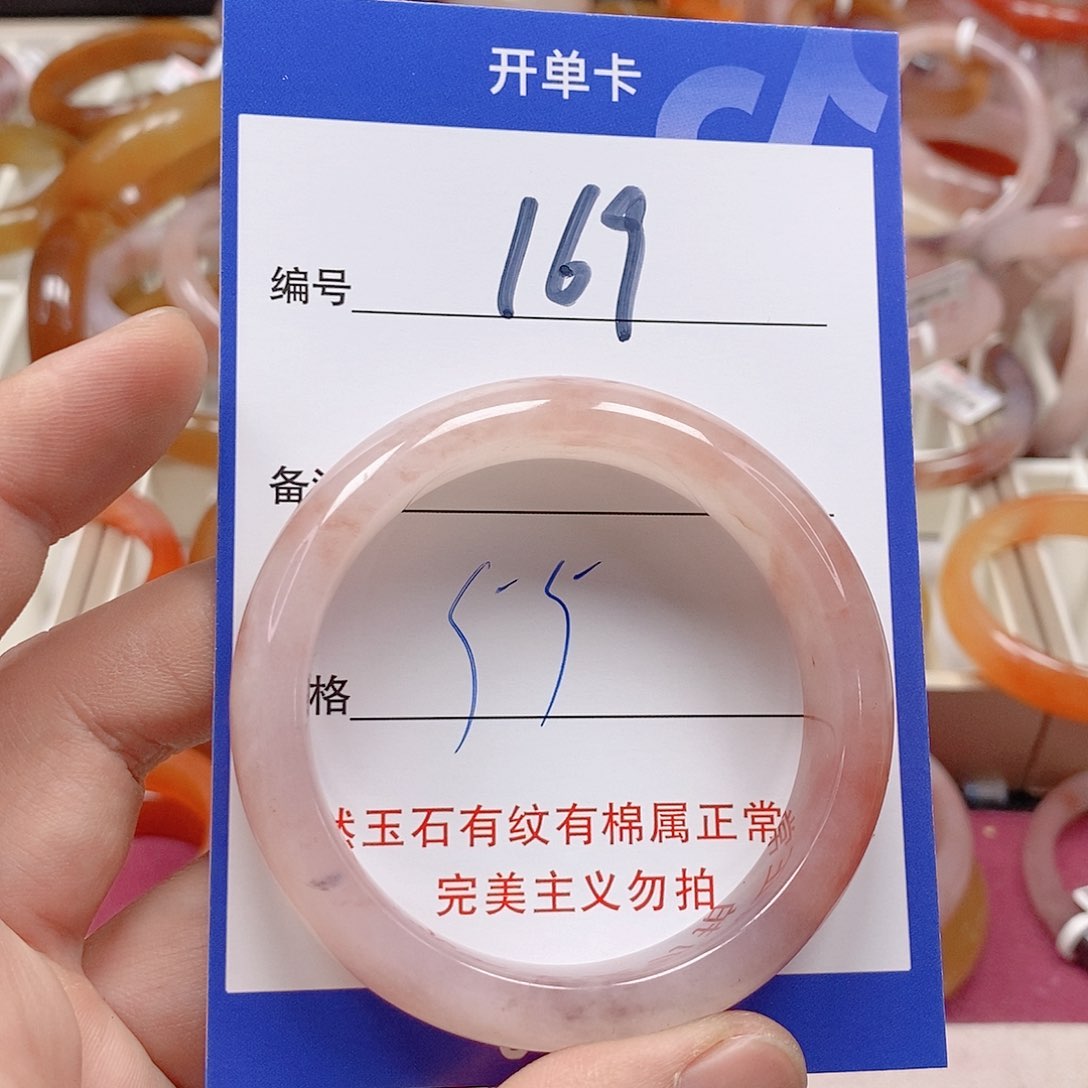 开单卡
编号 169
备
55
格
然玉石有纹有棉属正常
完美主义勿拍